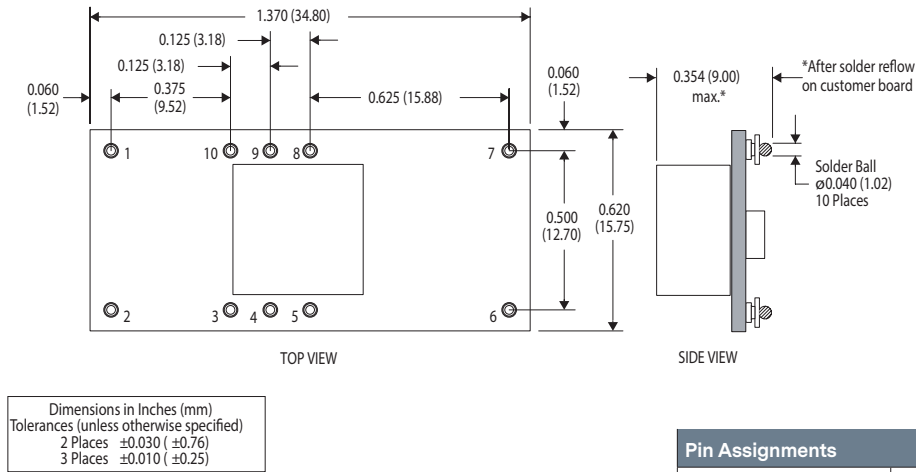 1.370 (34.80)
0.125 (3.18)
0.125 (3.18)
0.060
(1.52)
0.375
(9.52)
0.625 (15.88)
0.060
(1.52)
0.354 (9.00)
max.*
*After solder reflow
on customer board
1
10
9
8
7
Solder Ball
ø0.040 (1.02)
10 Places
0.500
(12.70)
0.620
(15.75)
2
3
4
5
6
TOP VIEW
SIDE VIEW
Dimensions in Inches (mm)
Tolerances (unless otherwise specified)
2 Places ±0.030 ( ±0.76)
3 Places ±0.010 ( ±0.25)
Pin Assignments